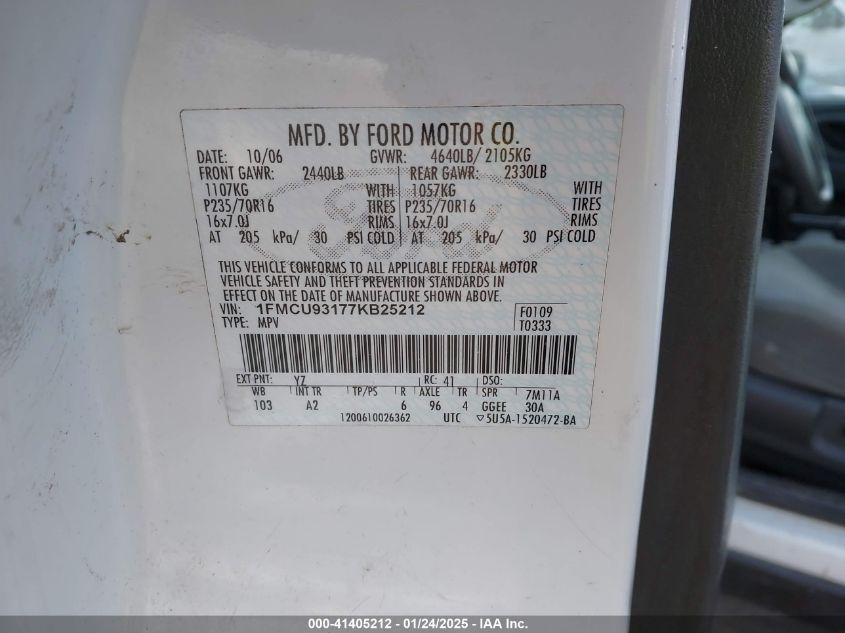 MFD. BY FORD MOTOR CO.
DATE: 10/06 GVWR: 4640LB/ 2105KG
FRONT GAWR: 2440LB REAR GAWR: 2330LB
1107KG WITH 1057KG WITH
P235/70R16 TIRES P235/70R16 TIRES
16x7.0J RIMS 16x7.0J RIMS
AT 205 kPa/ 30 PSI COLD AT 205 kPa/ 30 PSI COLD
THIS VEHICLE CONFORMS TO ALL APPLICABLE FEDERAL MOTOR
VEHICLE SAFETY AND THEFT PREVENTION STANDARDS IN
EFFECT ON THE DATE OF MANUFACTURE SHOWN ABOVE.
VIN: 1FMCU93177KB25212 F0109
TYPE: MPV T0333
EXT PNT: YZ RC: 41 DSO:
WB INT TR TP/PS R AXLE TR SPR 7M11A
103 A2 6 96 4 GGEE 30A
1200610026362 UTC ▽5U5A-1520472-BA
000-41405212 - 01/24/2025 - IAA Inc.